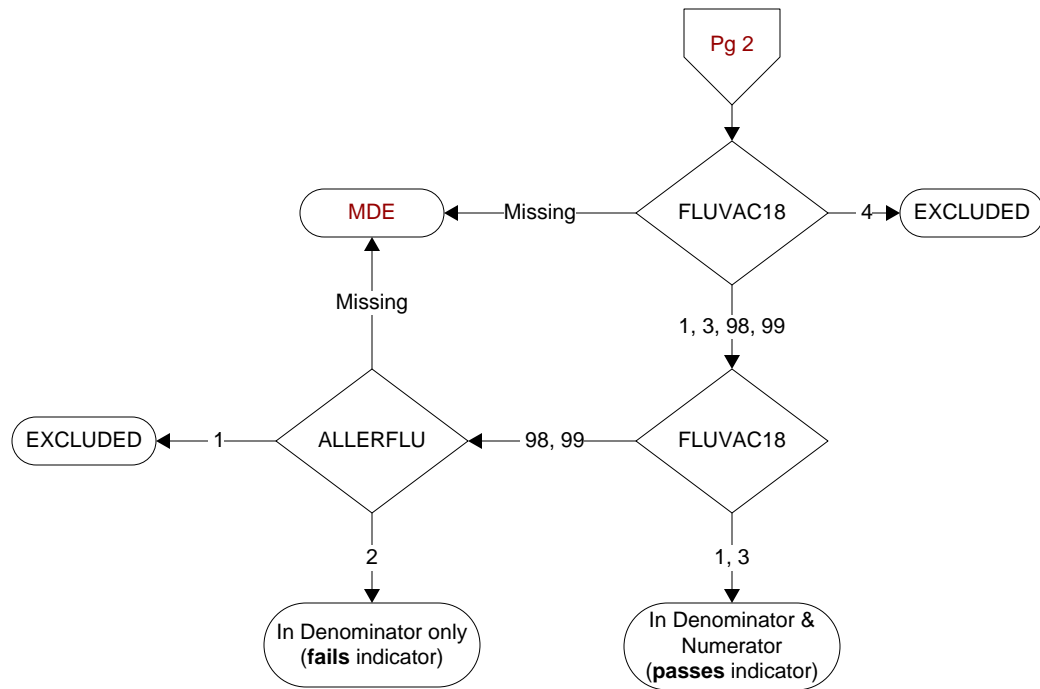 Pg 2
MDE
Missing
FLUVAC18
4
EXCLUDED
Missing
1, 3, 98, 99
EXCLUDED
1
ALLERFLU
98, 99
FLUVAC18
2
1, 3
In Denominator only
(fails indicator)
In Denominator &
Numerator
(passes indicator)